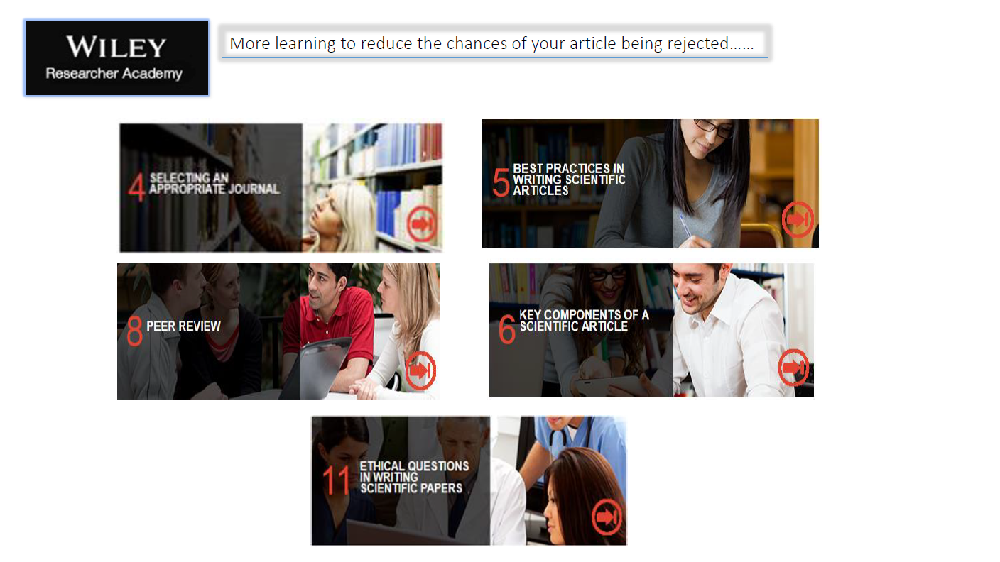 WILEY
Researcher Academy
More learning to reduce the chances of your article being rejected……
4
SELECTING AN
APPROPRIATE JOURNAL
5
BEST PRACTICES IN
WRITING SCIENTIFIC
ARTICLES
8
PEER REVIEW
6
KEY COMPONENTS OF A
SCIENTIFIC ARTICLE
11
ETHICAL QUESTIONS
IN WRITING
SCIENTIFIC PAPERS